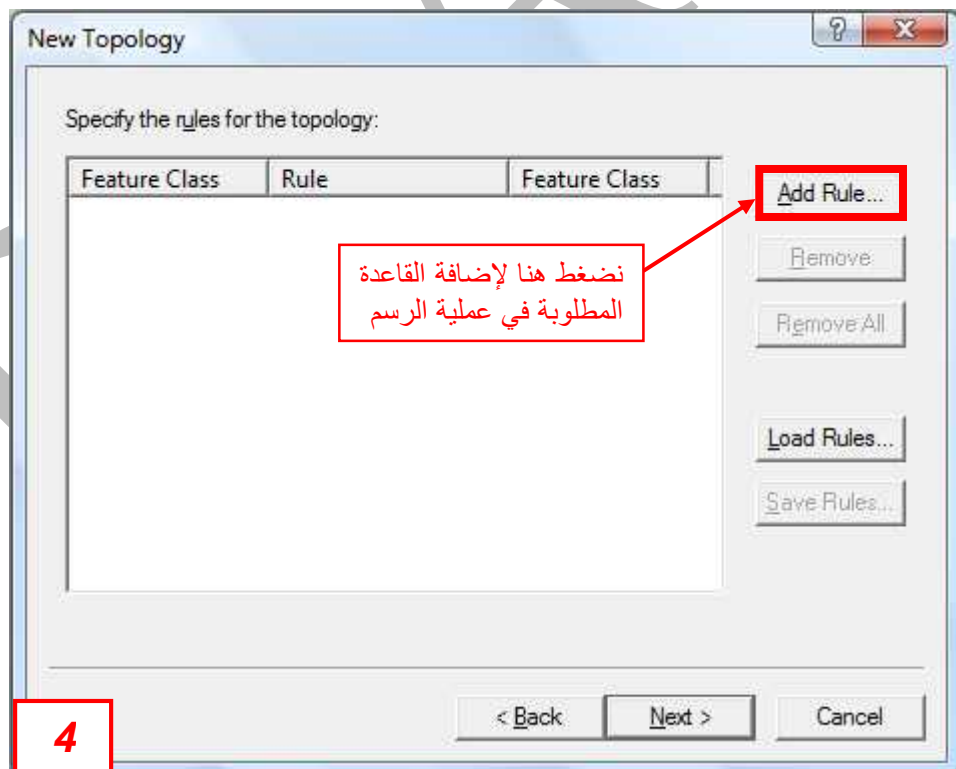 New Topology
Specify the rules for the topology:
Feature Class Rule Feature Class
Add Rule...
نضغط هنا لإضافة القاعدة
المطلوبة في عملية الرسم
Remove
Remove All
Load Rules...
Save Rules...
< Back Next > Cancel
4